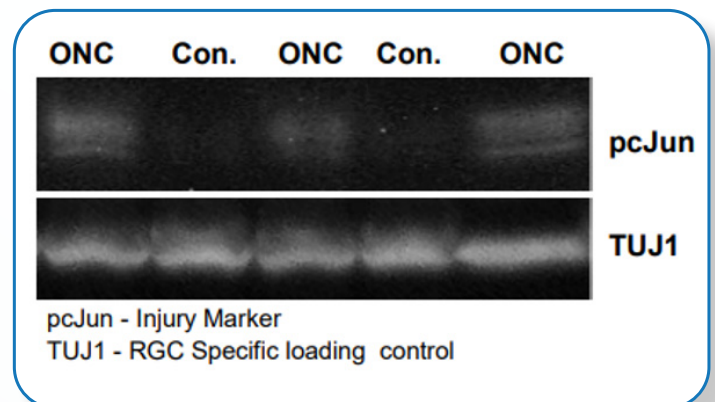 ONC Con. ONC Con. ONC
pcJun
TUJ1
pcJun - Injury Marker
TUJ1 - RGC Specific loading control